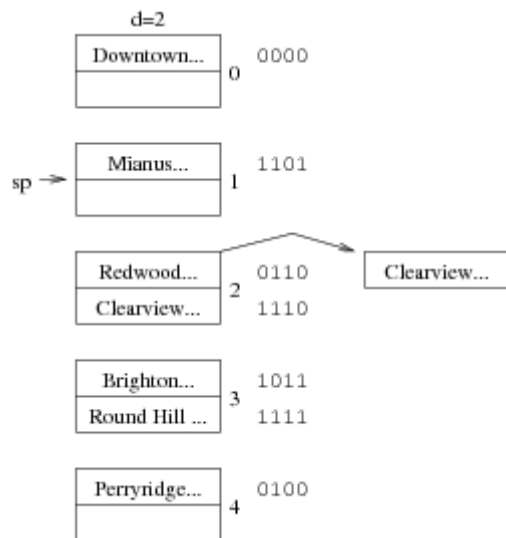 d=2
Downtown... 0000
0
Mianus... 1101
sp 1
Redwood... 0110 Clearview...
2
Clearview... 1110
Brighton... 1011
3
Round Hill ... 1111
Perryridge... 0100
4